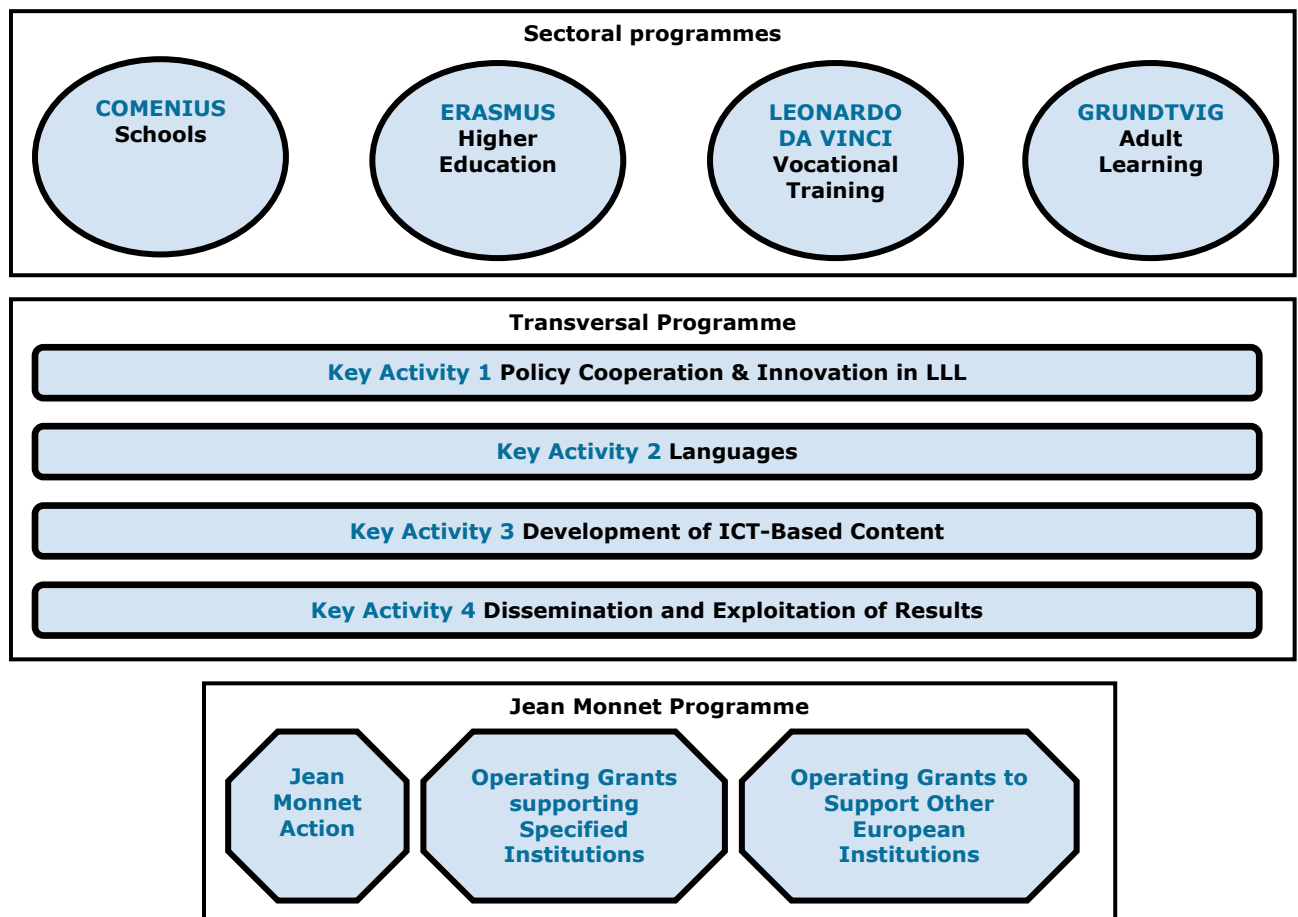 Sectoral programmes
COMENIUS
Schools
ERASMUS
Higher
Education
LEONARDO
DA VINCI
Vocational
Training
GRUNDTVIG
Adult
Learning
Transversal Programme
Key Activity 1 Policy Cooperation & Innovation in LLL
Key Activity 2 Languages
Key Activity 3 Development of ICT-Based Content
Key Activity 4 Dissemination and Exploitation of Results
Jean Monnet Programme
Jean
Monnet
Action
Operating Grants
supporting
Specified
Institutions
Operating Grants to
Support Other
European
Institutions